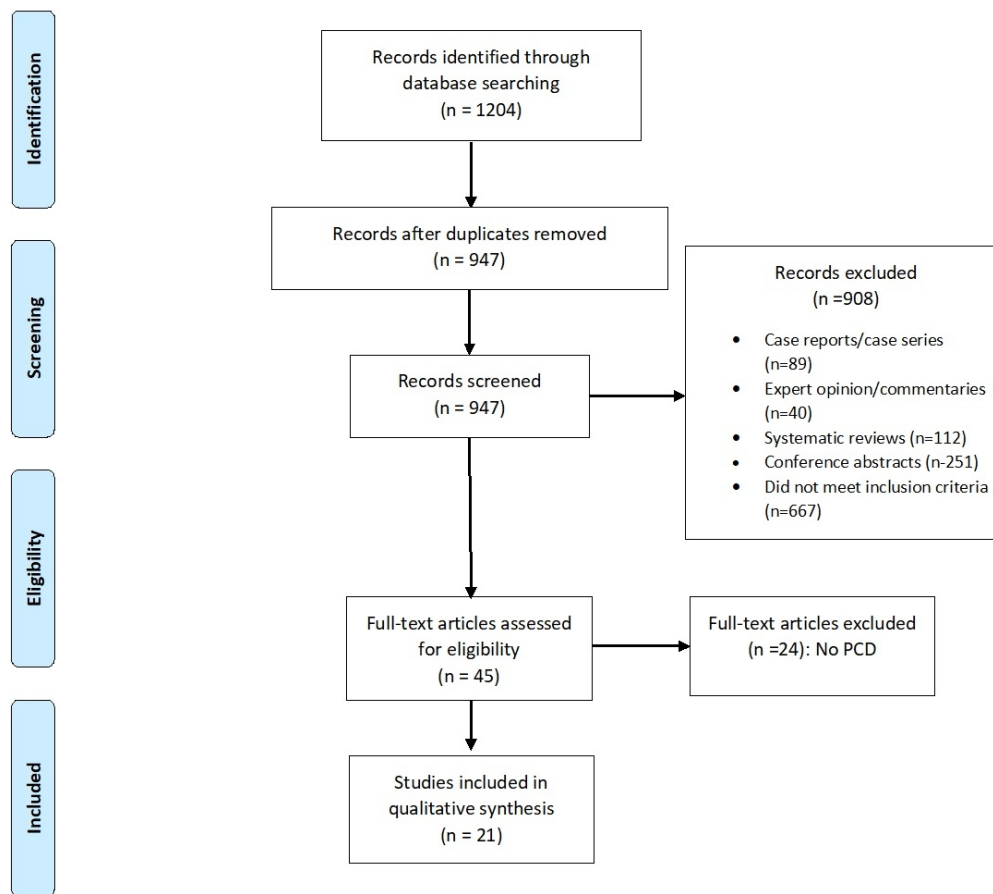 Identification
Records identified through
database searching
(n = 1204)
Records after duplicates removed
(n = 947)
Screening
Records screened
(n = 947)
Records excluded
(n =908)
• Case reports/case series
(n=89)
• Expert opinion/commentaries
(n=40)
• Systematic reviews (n=112)
• Conference abstracts (n-251)
• Did not meet inclusion criteria
(n=667)
Eligibility
Full-text articles assessed
for eligibility
(n = 45)
Full-text articles excluded
(n =24): No PCD
Included
Studies included in
qualitative synthesis
(n = 21)